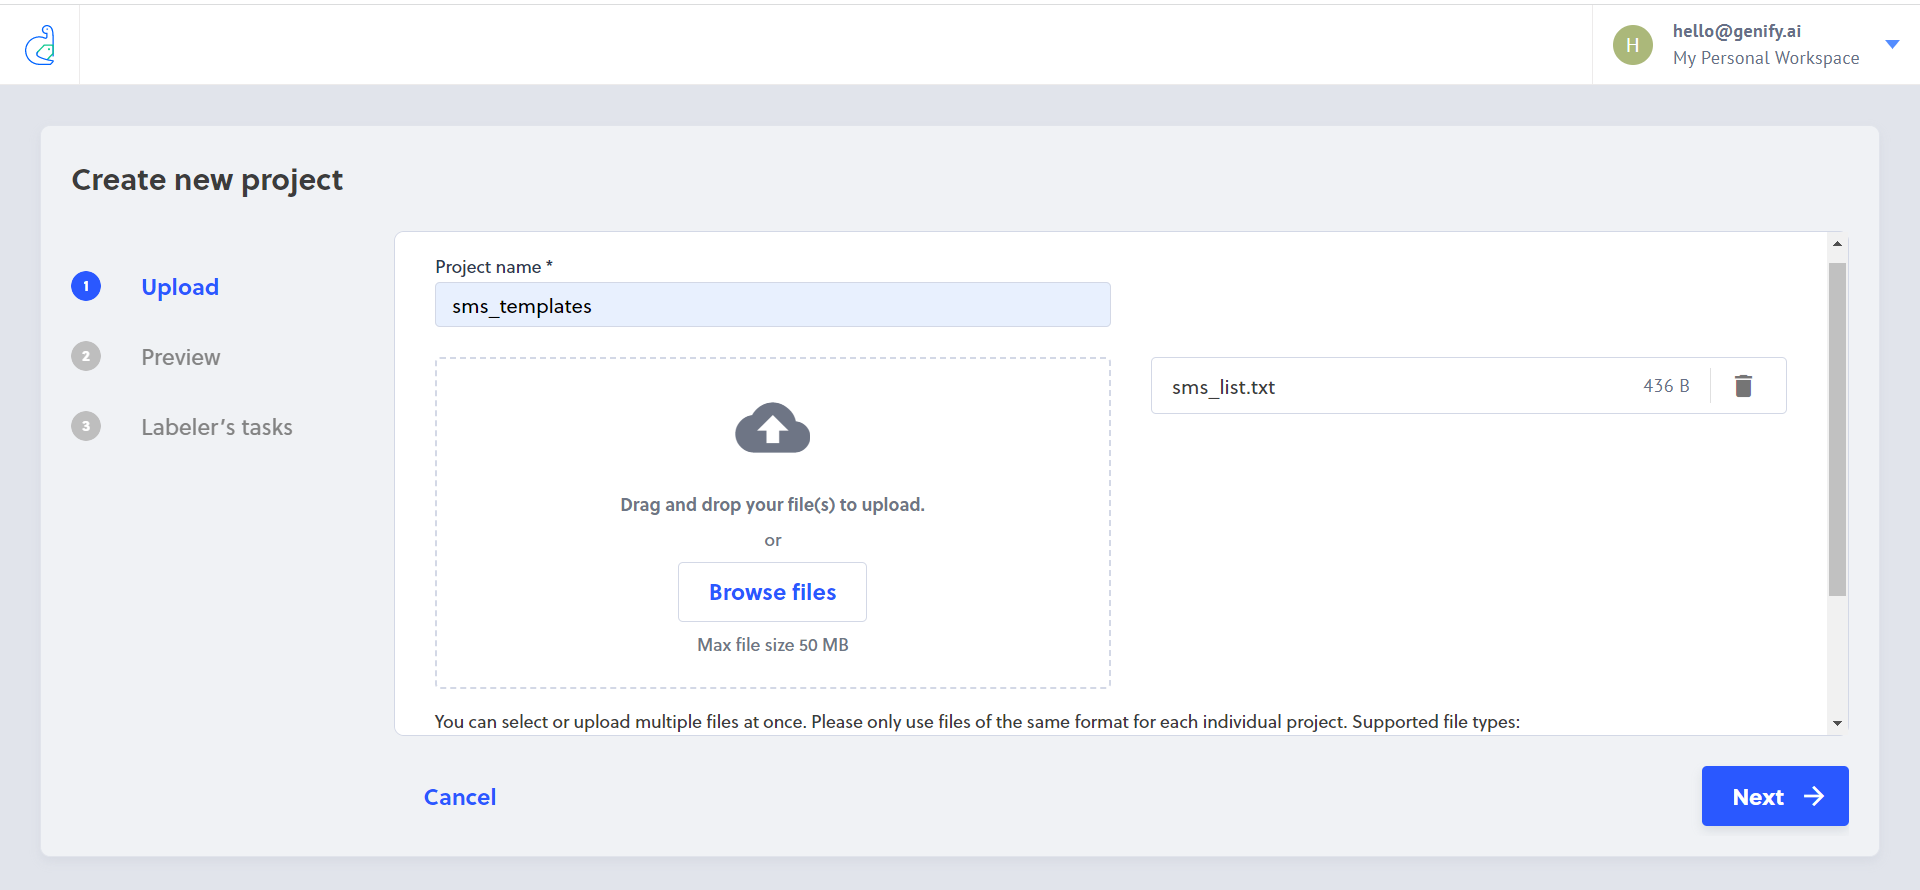 H
hello@genify.ai
My Personal Workspace
Create new project
1
Upload
2
Preview
3
Labeler's tasks
Project name *
sms_templates
Drag and drop your file(s) to upload.
or
Browse files
Max file size 50 MB
sms_list.txt 436 B
You can select or upload multiple files at once. Please only use files of the same format for each individual project. Supported file types:
Cancel
Next